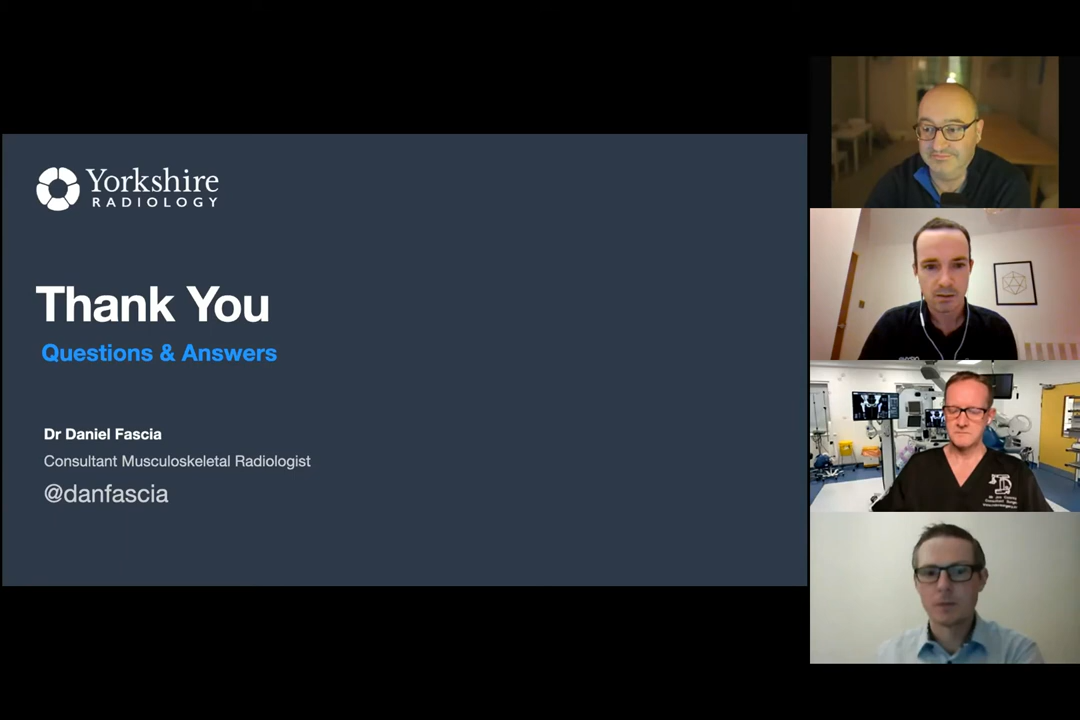 Yorkshire
RADIOLOGY
Thank You
Questions & Answers
Dr Daniel Fascia
Consultant Musculoskeletal Radiologist
@danfascia